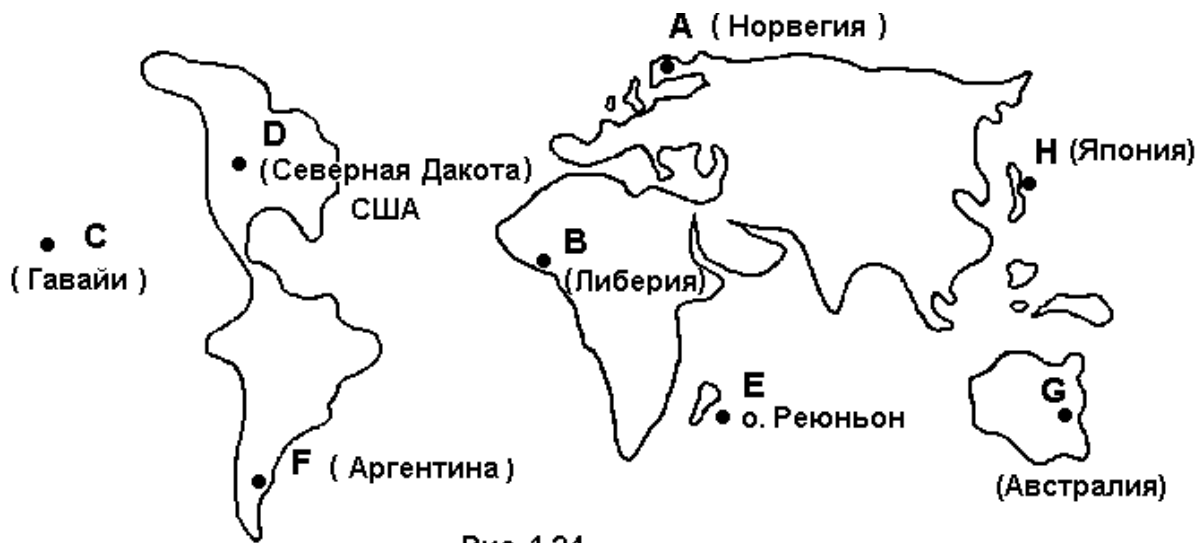 A ( Норвегия )
D
(Северная Дакота)
США
H (Япония)
C
( Гавайи )
B
(Либерия)
E
о. Реюньон
G
F ( Аргентина )
(Австралия)